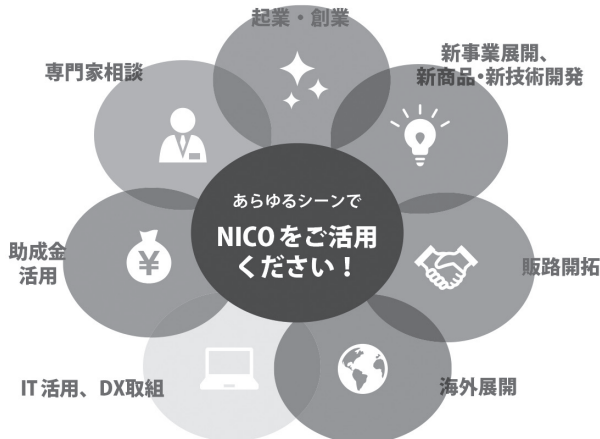 起業・創業
新事業展開、
新商品・新技術開発
専門家相談
あらゆるシーンで
NICOをご活用
ください！
助成金
活用
¥
販路開拓
IT活用、DX取組
海外展開